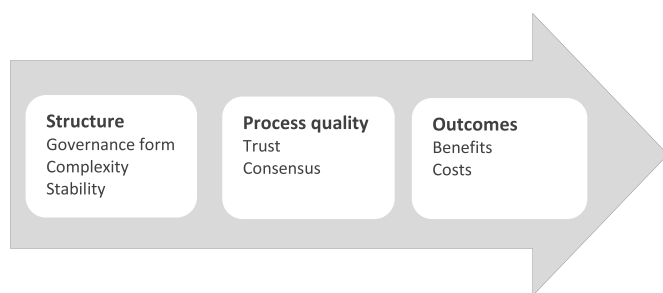 Structure
Governance form
Complexity
Stability
Process quality
Trust
Consensus
Outcomes
Benefits
Costs